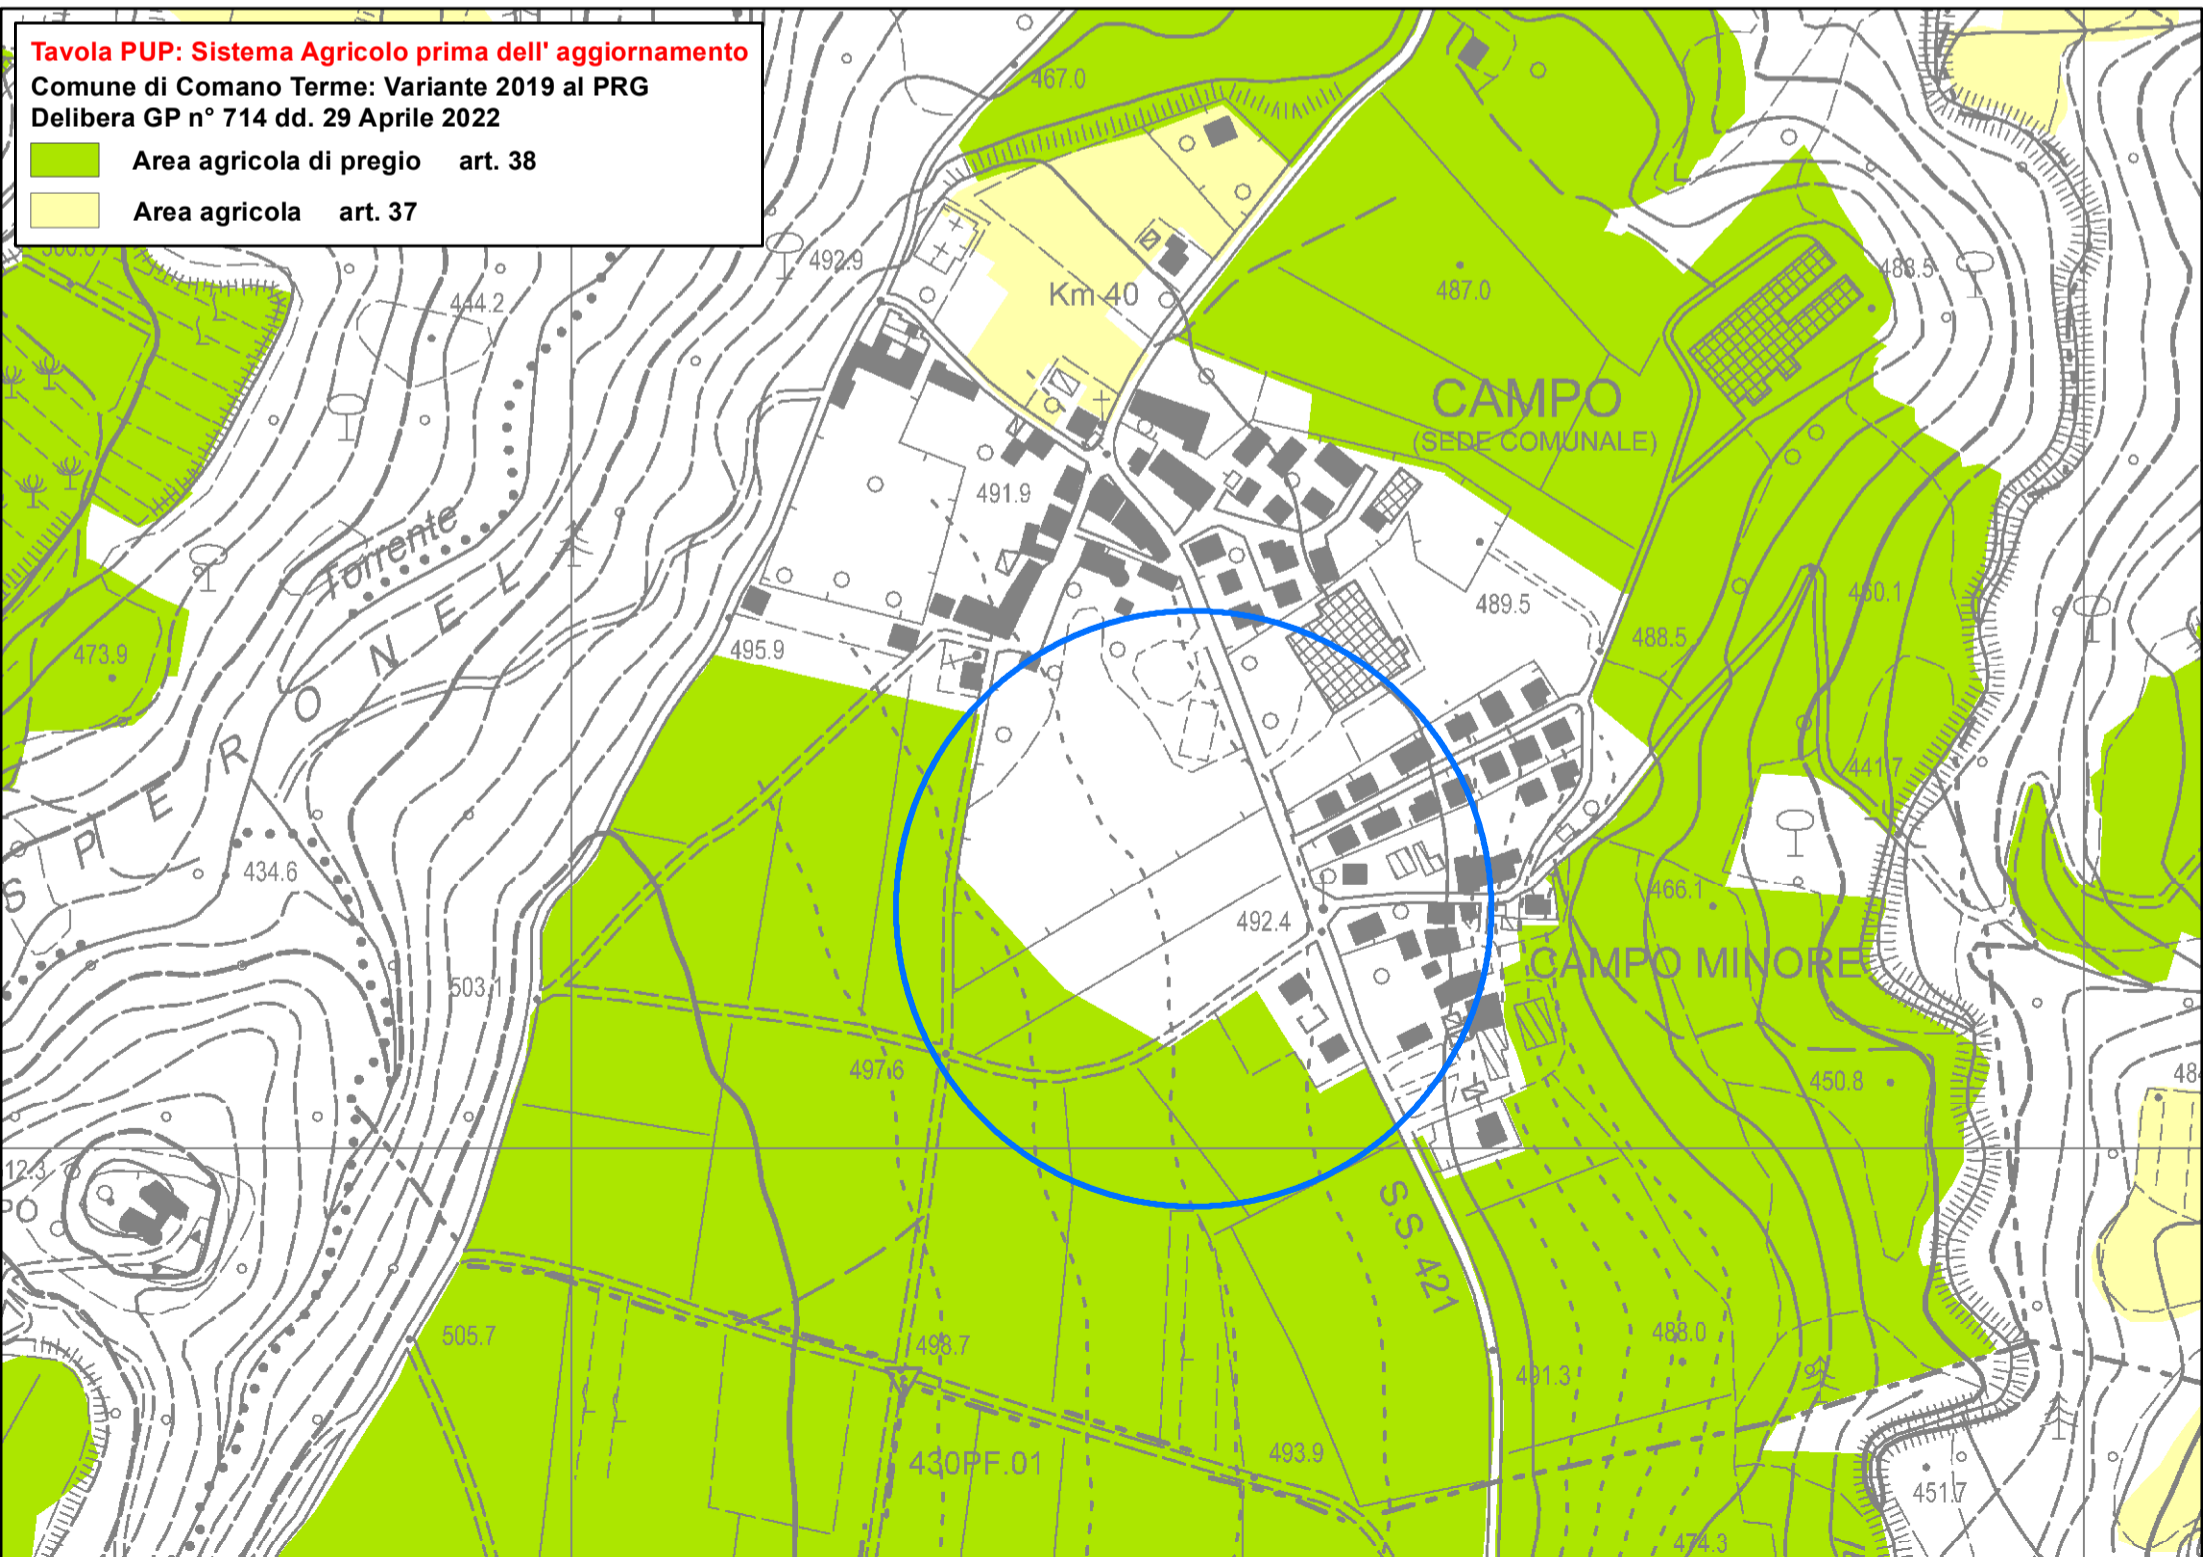 Tavola PUP: Sistema Agricolo prima dell' aggiornamento
Comune di Comano Terme: Variante 2019 al PRG
Delibera GP n° 714 dd. 29 Aprile 2022
Area agricola di pregio art. 38
Area agricola art. 37
467.0
492.9
444.2
Km 40
487.0
488.5
CAMPO
(SEDE COMUNALE)
491.9
Torrente
489.5
460.1
488.5
495.9
473.9
S P E R O N E L
441.7
434.6
466.1
492.4
CAMPO MINORE
503.1
497.6
450.8
12.3
S.S. 421
505.7
498.7
488.0
491.3
430PF.01
493.9
451.7
474.3